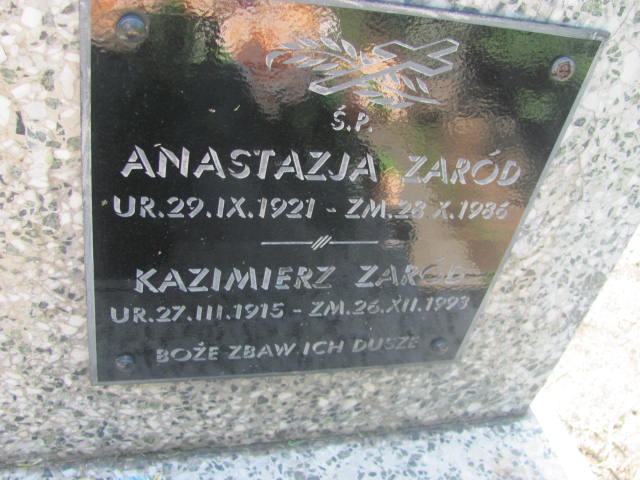 Ś.P.
ANASTAZJA ZARÓD
UR.29.IX.1921 - ZM.28.X.1986
KAZIMIERZ ZARÓD
UR.27.III.1915 - ZM.26.XII.1993
BOŻE ZBAW ICH DUSZE